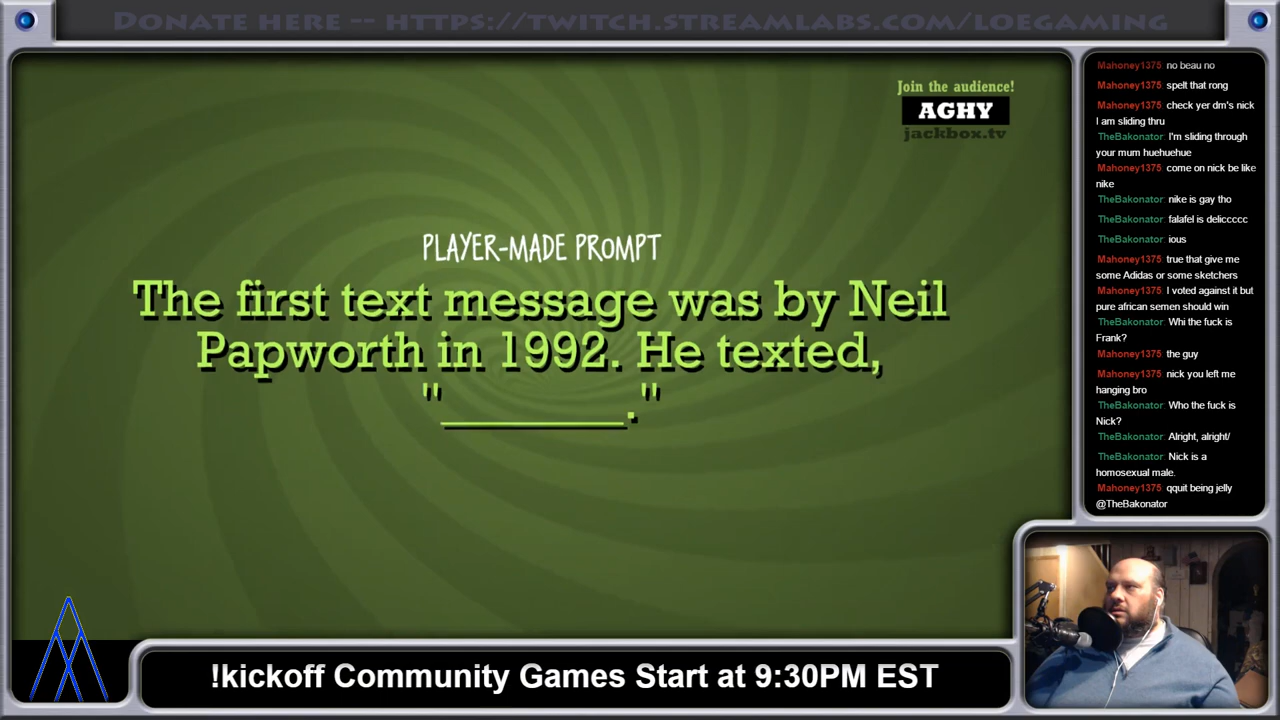 Donate here -- https://twitch.streamlabs.com/loegaming
Join the audience!
AGHY
jackbox.tv
PLAYER-MADE PROMPT
The first text message was by Neil
Papworth in 1992. He texted,
"________."
!kickoff Community Games Start at 9:30PM EST
Mahoney1375: no beau no
Mahoney1375: spelt that rong
Mahoney1375: check yer dm's nick
I am sliding thru
TheBakonator: I'm sliding through
your mum huehuehue
Mahoney1375: come on nick be like
nike
TheBakonator: nike is gay tho
TheBakonator: falafel is deliccccc
TheBakonator: ious
Mahoney1375: true that give me
some Adidas or some sketchers
Mahoney1375: I voted against it but
pure african semen should win
TheBakonator: Whi the fuck is
Frank?
Mahoney1375: the guy
Mahoney1375: nick you left me
hanging bro
TheBakonator: Who the fuck is
Nick?
TheBakonator: Alright, alright/
TheBakonator: Nick is a
homosexual male.
Mahoney1375: qquit being jelly
@TheBakonator